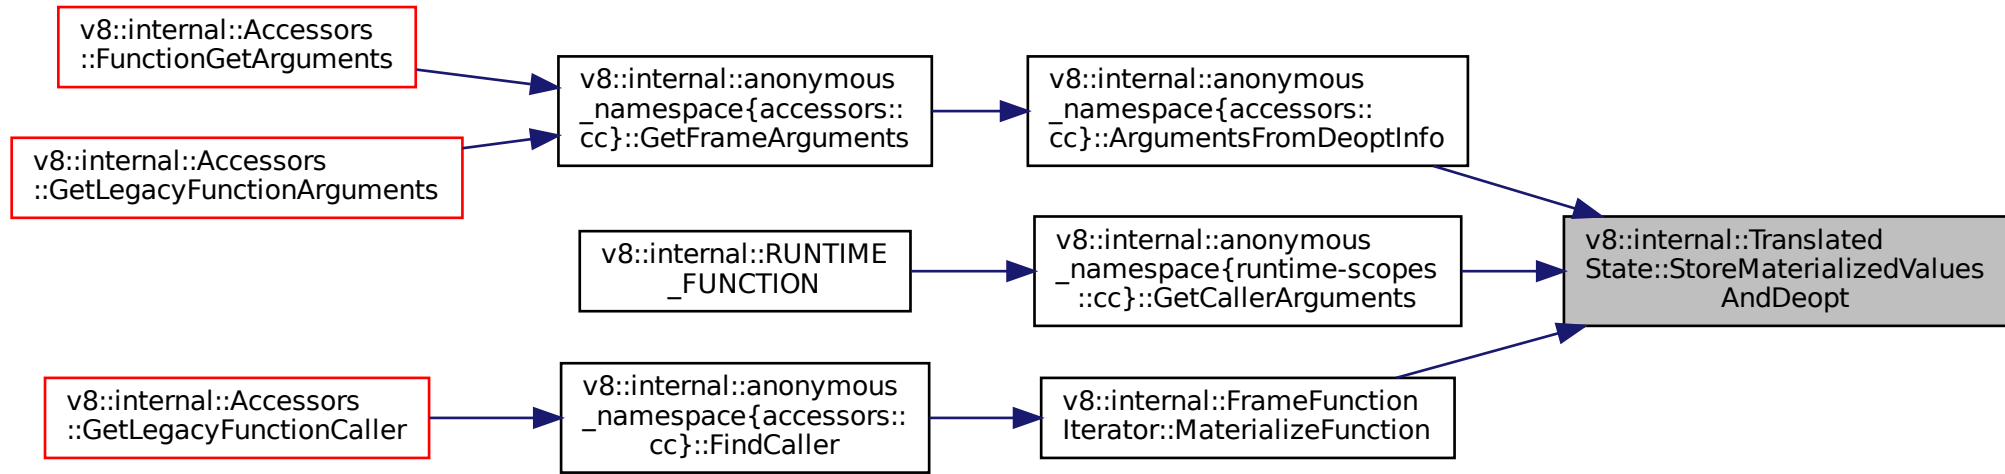 v8::internal::Accessors
::FunctionGetArguments
v8::internal::Accessors
::GetLegacyFunctionArguments
v8::internal::anonymous
_namespace{accessors::
cc}::GetFrameArguments
v8::internal::anonymous
_namespace{accessors::
cc}::ArgumentsFromDeoptInfo
v8::internal::RUNTIME
_FUNCTION
v8::internal::anonymous
_namespace{runtime-scopes
::cc}::GetCallerArguments
v8::internal::Translated
State::StoreMaterializedValues
AndDeopt
v8::internal::Accessors
::GetLegacyFunctionCaller
v8::internal::anonymous
_namespace{accessors::
cc}::FindCaller
v8::internal::FrameFunction
Iterator::MaterializeFunction